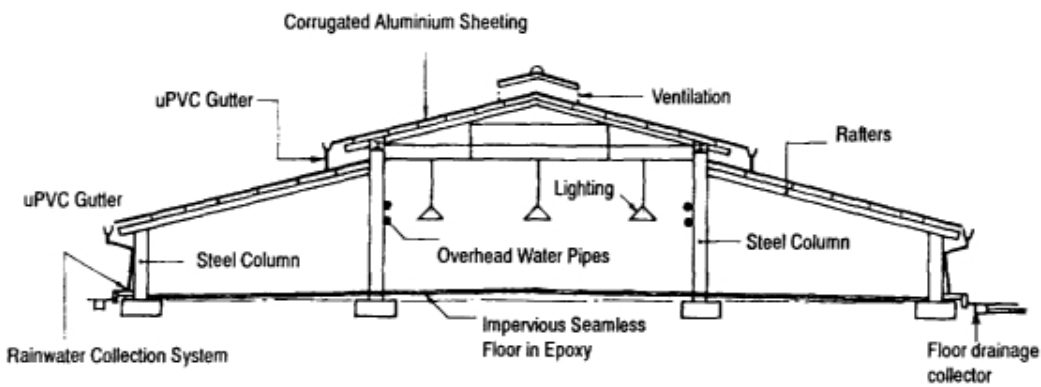 Corrugated Aluminium Sheeting
uPVC Gutter
Ventilation
Rafters
Lighting
uPVC Gutter
Steel Column
Overhead Water Pipes
Steel Column
Impervious Seamless
Floor in Epoxy
Rainwater Collection System
Floor drainage
collector